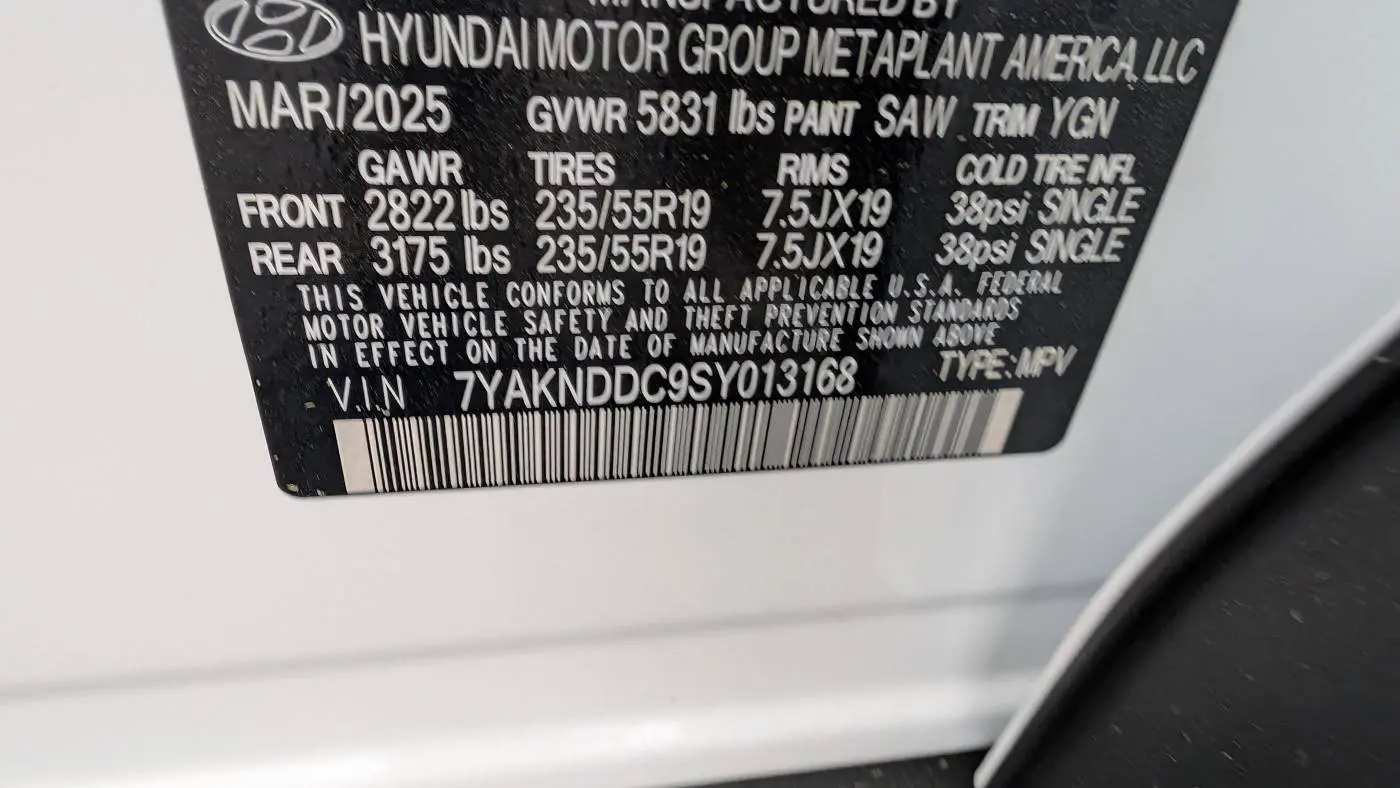 MANUFACTURED BY
HYUNDAI MOTOR GROUP METAPLANT AMERICA, LLC
MAR/2025 GVWR 5831 lbs PAINT SAW TRIM YGN
GAWR TIRES RIMS COLD TIRE INFL
FRONT 2822 lbs 235/55R19 7.5JX19 38psi SINGLE
REAR 3175 lbs 235/55R19 7.5JX19 38psi SINGLE
THIS VEHICLE CONFORMS TO ALL APPLICABLE U.S.A. FEDERAL
MOTOR VEHICLE SAFETY AND THEFT PREVENTION STANDARDS
IN EFFECT ON THE DATE OF MANUFACTURE SHOWN ABOVE
V.I.N 7YAKNDDC9SY013168 TYPE:MPV